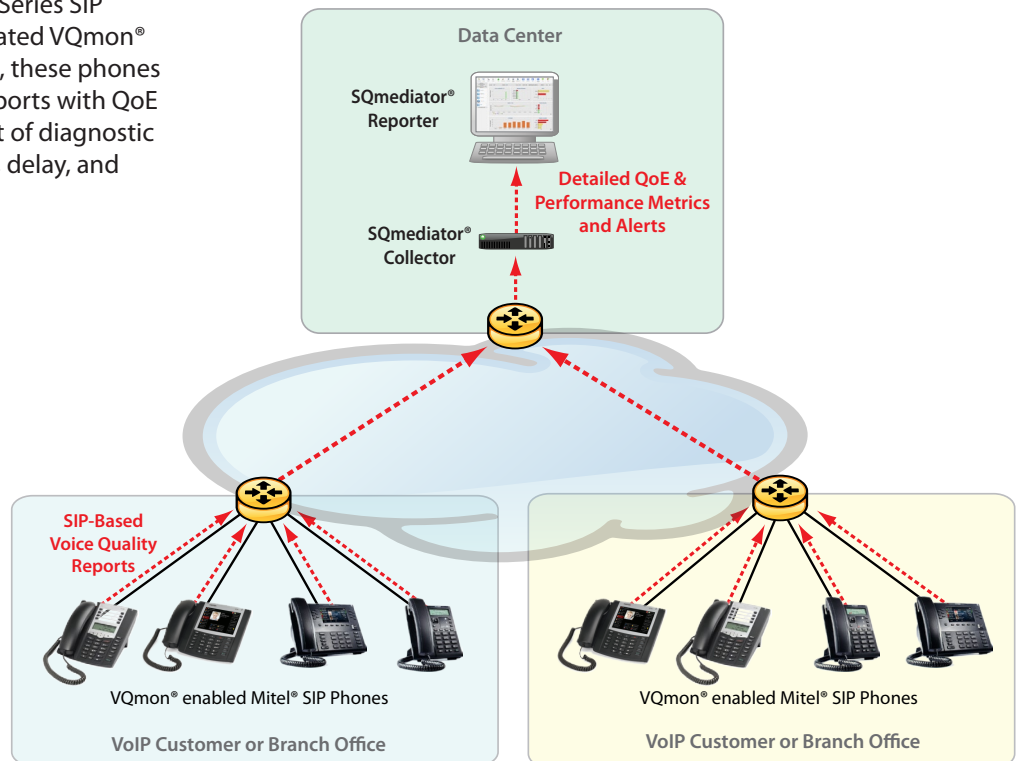 Series SIP
ated VQmon®
, these phones
ports with QoE
t of diagnostic
delay, and
Data Center
SQmediator®
Reporter
Detailed QoE &
Performance Metrics
and Alerts
SQmediator®
Collector
SIP-Based
Voice Quality
Reports
VQmon® enabled Mitel® SIP Phones
VoIP Customer or Branch Office
VQmon® enabled Mitel® SIP Phones
VoIP Customer or Branch Office